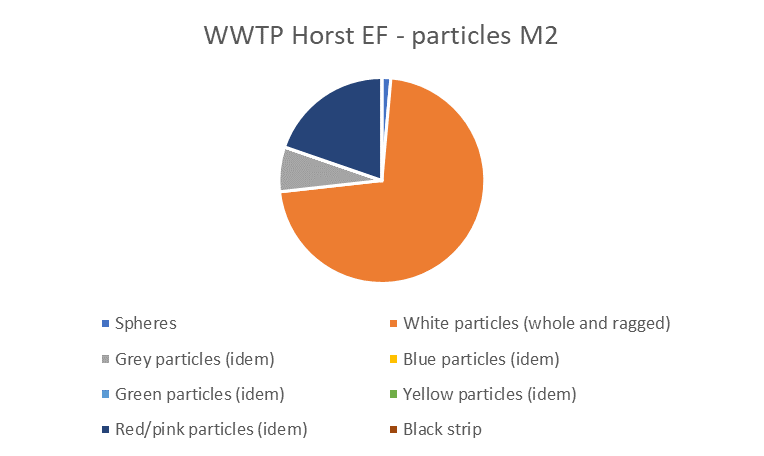 WWTP Horst EF - particles M2
Spheres
White particles (whole and ragged)
Grey particles (idem)
Blue particles (idem)
Green particles (idem)
Yellow particles (idem)
Red/pink particles (idem)
Black strip